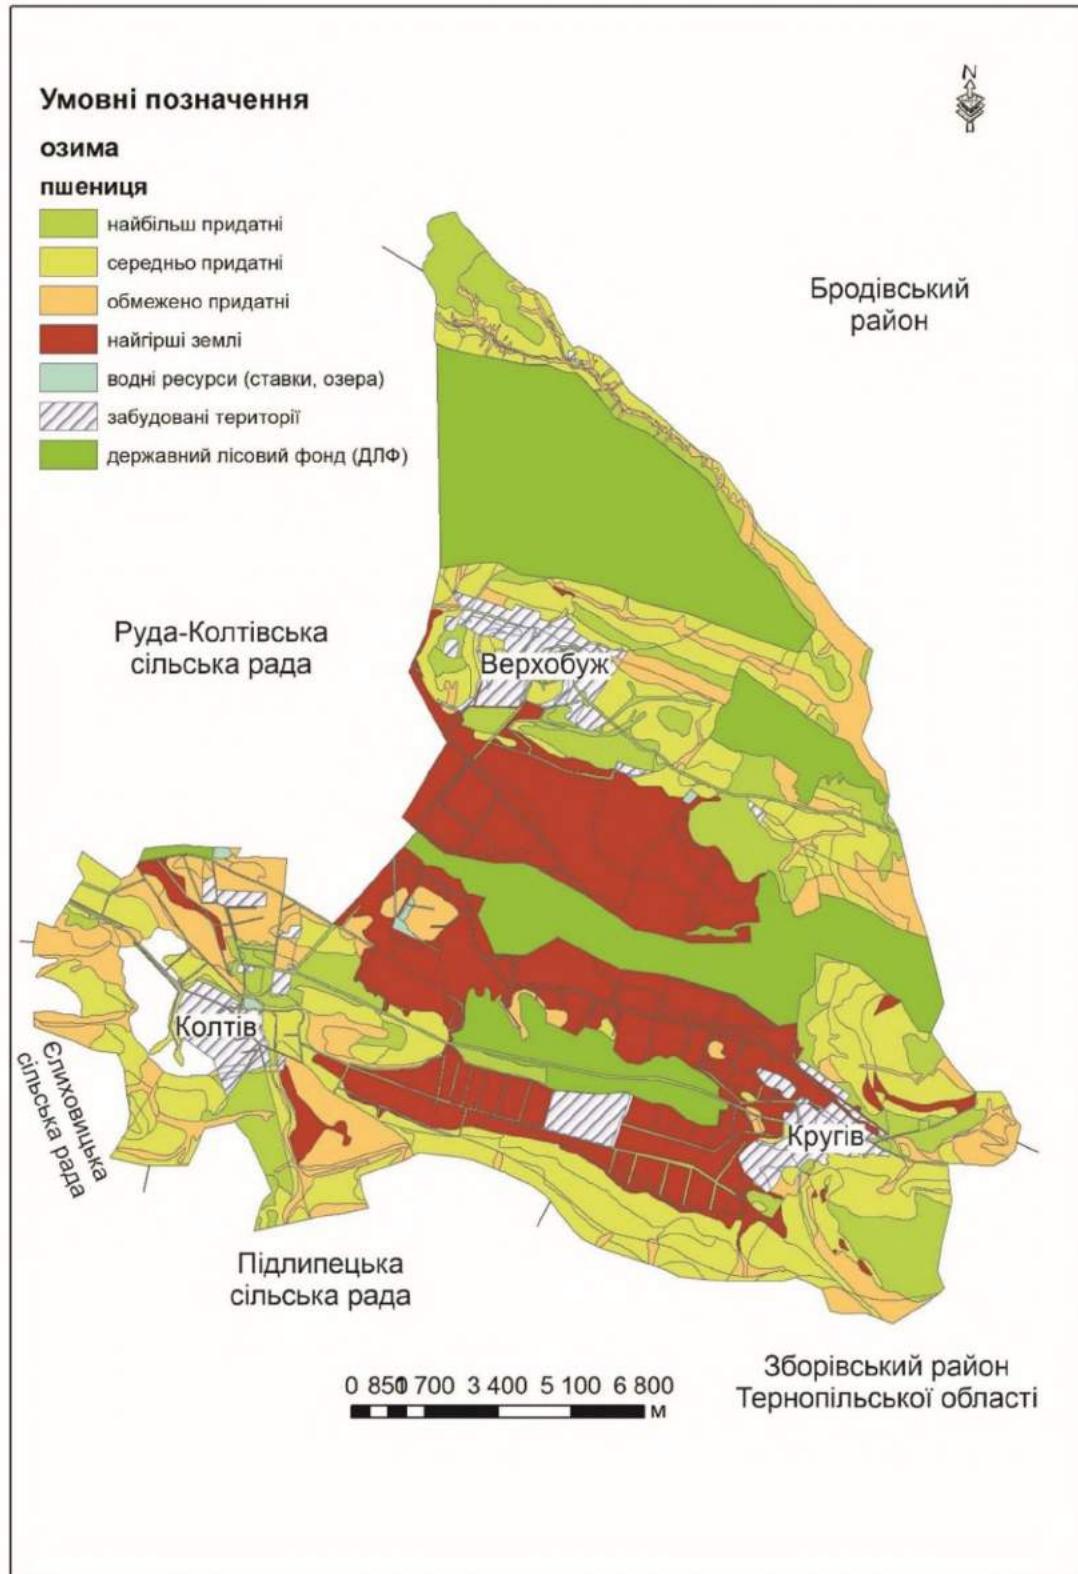 N
Умовні позначення
озима
пшениця
найбільш придатні
середньо придатні
обмежено придатні
найгірші землі
водні ресурси (ставки, озера)
забудовані території
державний лісовий фонд (ДЛФ)
Бродівський
район
Руда-Колтівська
сільська рада
Верхобуж
Колтів
Єлиховицька
сільська рада
Кругів
Підлипецька
сільська рада
Зборівський район
Тернопільської області
0 850 1 700 3 400 5 100 6 800
м